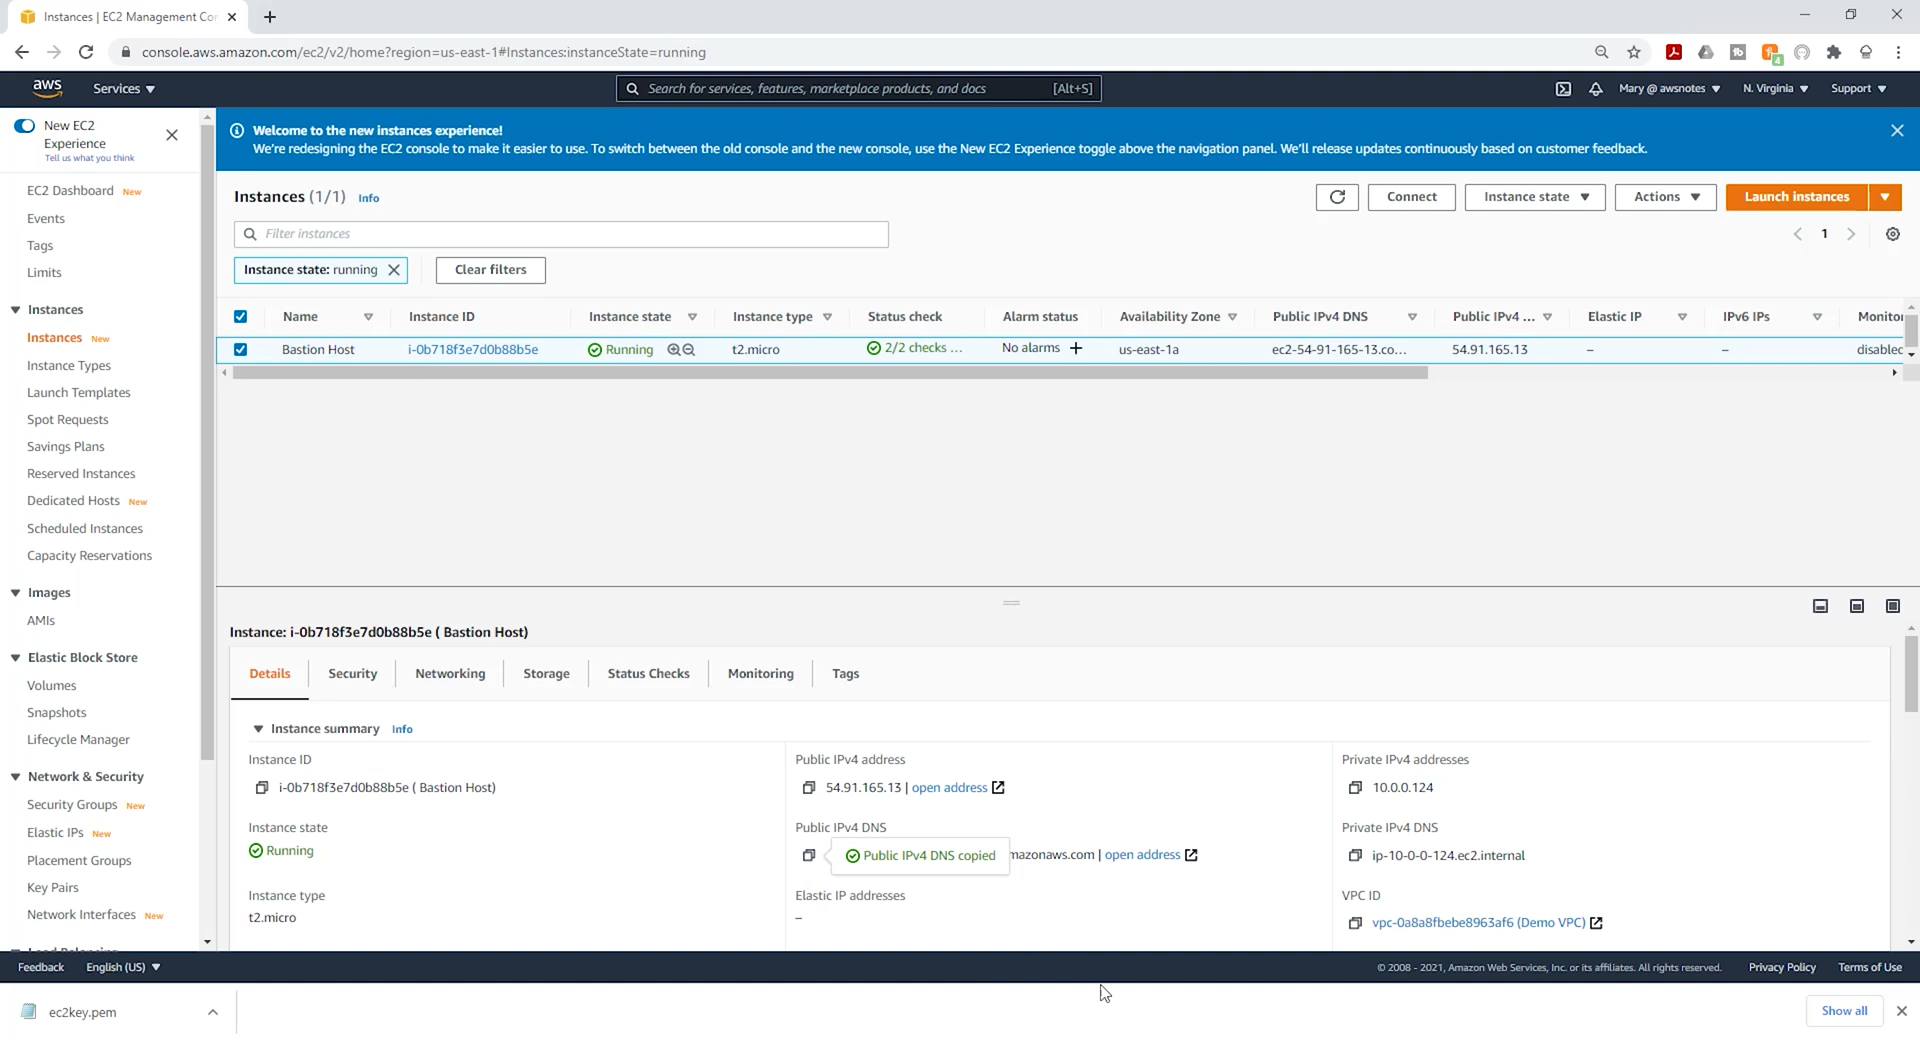 Instances | EC2 Management Co
console.aws.amazon.com/ec2/v2/home?region=us-east-1#Instances:instanceState=running
4
aws
Services
Search for services, features, marketplace products, and docs
[Alt+S]
Mary @ awsnotes
N. Virginia
Support
New EC2
Experience
Tell us what you think
Welcome to the new instances experience!
We're redesigning the EC2 console to make it easier to use. To switch between the old console and the new console, use the New EC2 Experience toggle above the navigation panel. We'll release updates continuously based on customer feedback.
EC2 Dashboard New
Events
Tags
Limits
Instances
Instances New
Instance Types
Launch Templates
Spot Requests
Savings Plans
Reserved Instances
Dedicated Hosts New
Scheduled Instances
Capacity Reservations
Images
AMIs
Elastic Block Store
Volumes
Snapshots
Lifecycle Manager
Network & Security
Security Groups New
Elastic IPs New
Placement Groups
Key Pairs
Network Interfaces New
Instances (1/1) Info
Connect
Instance state
Actions
Launch instances
Filter instances
1
Instance state: running
Clear filters
Name Instance ID Instance state Instance type Status check Alarm status Availability Zone Public IPv4 DNS Public IPv4 ... Elastic IP IPv6 IPs Monitor
Bastion Host i-0b718f3e7d0b88b5e Running t2.micro 2/2 checks ... No alarms + us-east-1a ec2-54-91-165-13.co... 54.91.165.13 – – disabled
Instance: i-0b718f3e7d0b88b5e ( Bastion Host)
Details Security Networking Storage Status Checks Monitoring Tags
Instance summary Info
Instance ID
i-0b718f3e7d0b88b5e ( Bastion Host)
Public IPv4 address
54.91.165.13 | open address
Private IPv4 addresses
10.0.0.124
Instance state
Running
Public IPv4 DNS
Public IPv4 DNS copied
mazonaws.com | open address
Private IPv4 DNS
ip-10-0-0-124.ec2.internal
Instance type
t2.micro
Elastic IP addresses
–
VPC ID
vpc-0a8a8fbebe8963af6 (Demo VPC)
Feedback
English (US)
© 2008 - 2021, Amazon Web Services, Inc. or its affiliates. All rights reserved.
Privacy Policy
Terms of Use
ec2key.pem
Show all